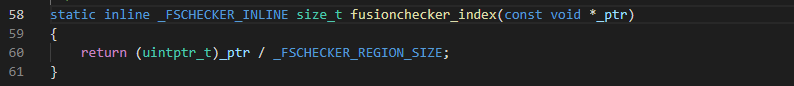 58 static inline _FSCHECKER_INLINE size_t fusionchecker_index(const void *_ptr)
59 {
60     return (uintptr_t)_ptr / _FSCHECKER_REGION_SIZE;
61 }